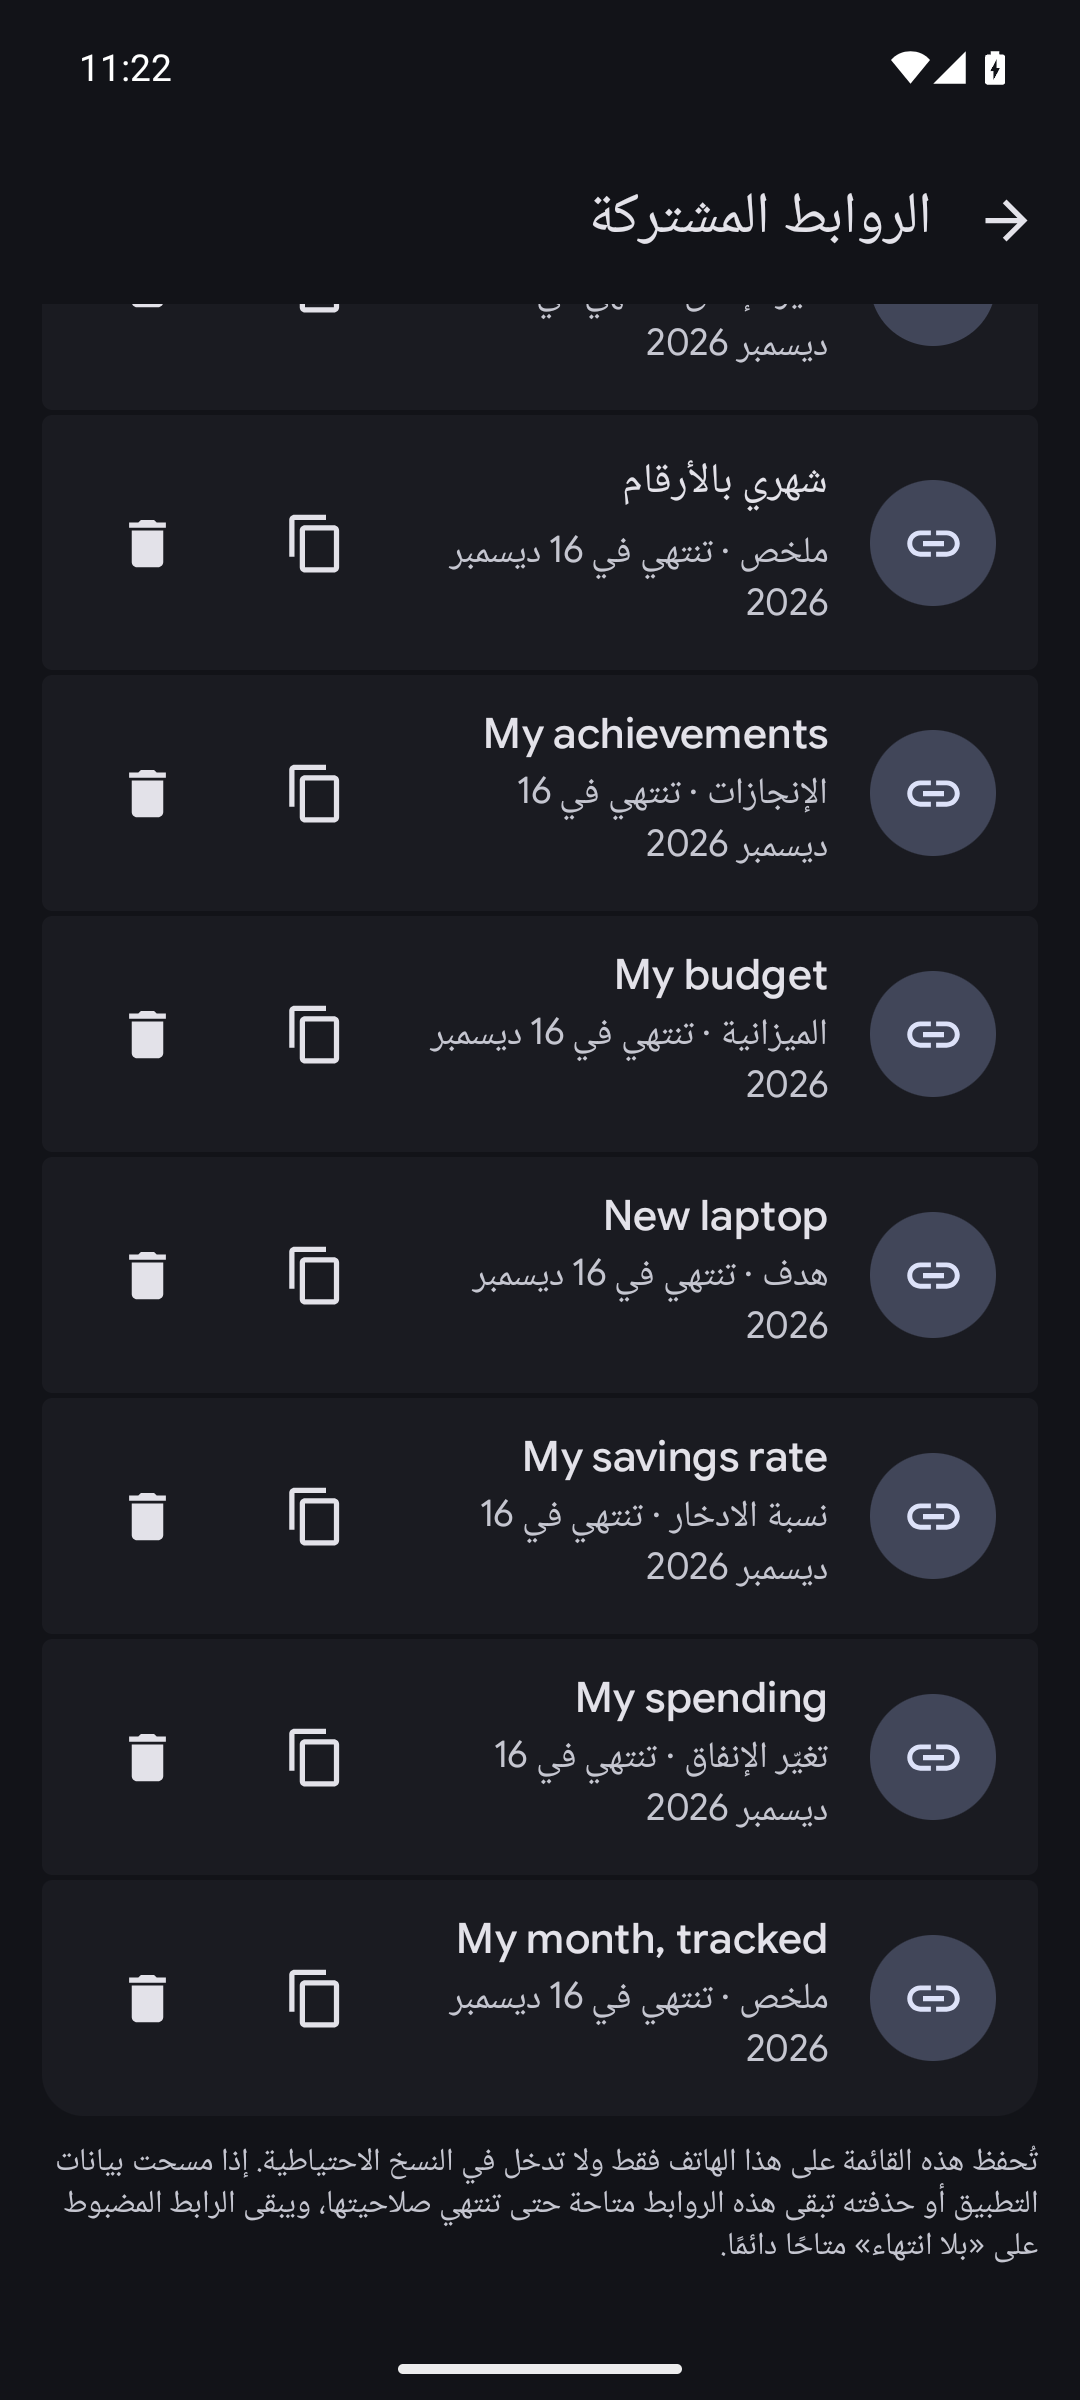 11:22
الروابط المشتركة
ديسمبر 2026
شهري بالأرقام
ملخص · تنتهي في 16 ديسمبر
2026
My achievements
الإنجازات · تنتهي في 16
ديسمبر 2026
My budget
الميزانية · تنتهي في 16 ديسمبر
2026
New laptop
هدف · تنتهي في 16 ديسمبر
2026
My savings rate
نسبة الادخار · تنتهي في 16
ديسمبر 2026
My spending
تغيّر الإنفاق · تنتهي في 16
ديسمبر 2026
My month, tracked
ملخص · تنتهي في 16 ديسمبر
2026
تُحفظ هذه القائمة على هذا الهاتف فقط ولا تدخل في النسخ الاحتياطية. إذا مسحت بيانات
التطبيق أو حذفته تبقى هذه الروابط متاحة حتى تنتهي صلاحيتها، ويبقى الرابط المضبوط
على «بلا انتهاء» متاحًا دائمًا.